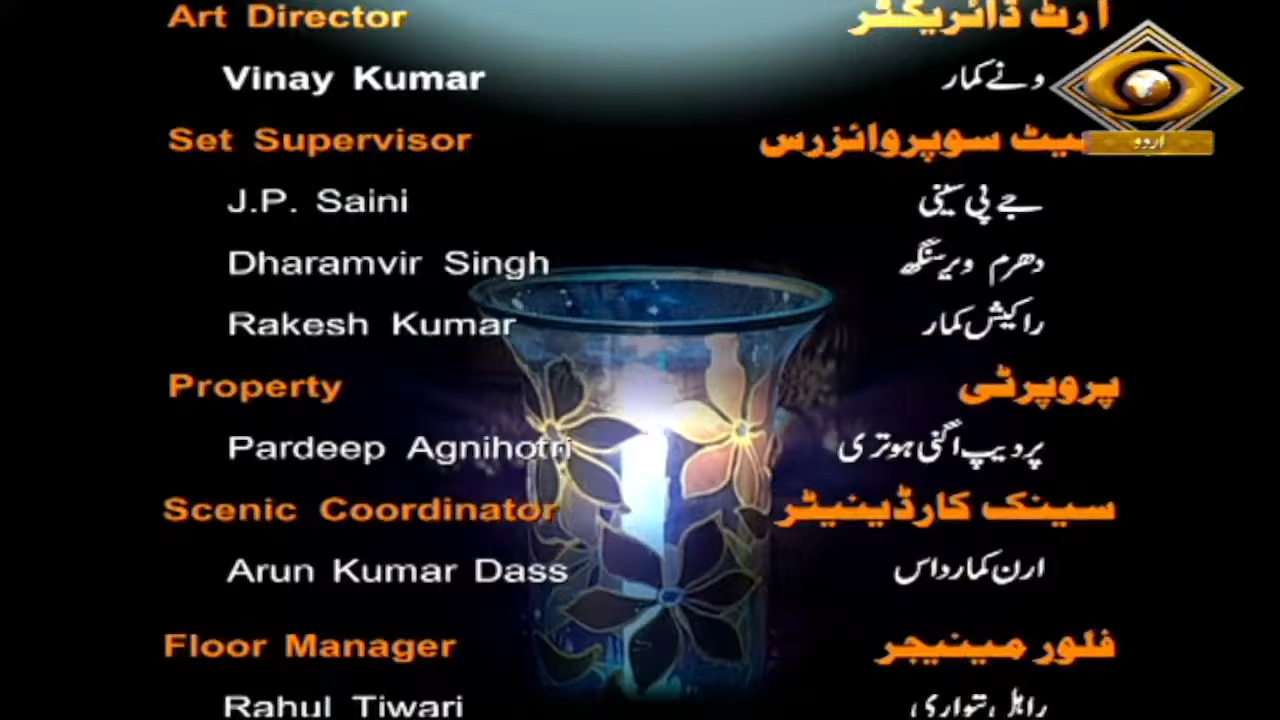 Art Director آرٹ ڈائریکٹر
Vinay Kumar ونے کمار
Set Supervisor سیٹ سوپروائزرس
J.P. Saini جے پی سینی
Dharamvir Singh دھرم ویر سنگھ
Rakesh Kumar راکیش کمار
Property پروپرٹی
Pardeep Agnihotri پردیپ اگنی ہوتری
Scenic Coordinator سینک کارڈینیٹر
Arun Kumar Dass ارن کمار داس
Floor Manager فلور مینیجر
Rahul Tiwari راہل تیواری
اردو